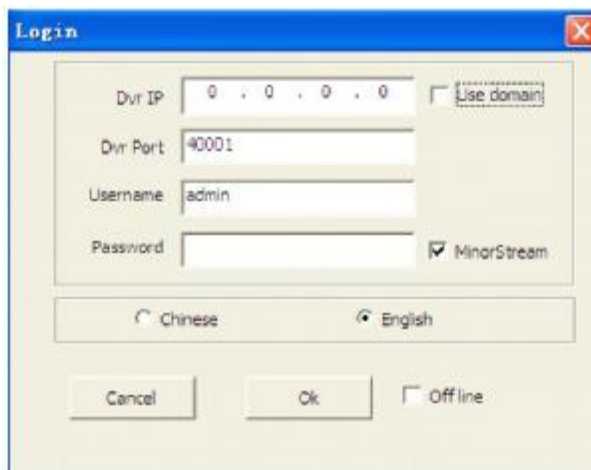 Login
Dvr IP 0 . 0 . 0 . 0 Use domain
Dvr Port 40001
Username admin
Password MinorStream
Chinese English
Cancel Ok Off line